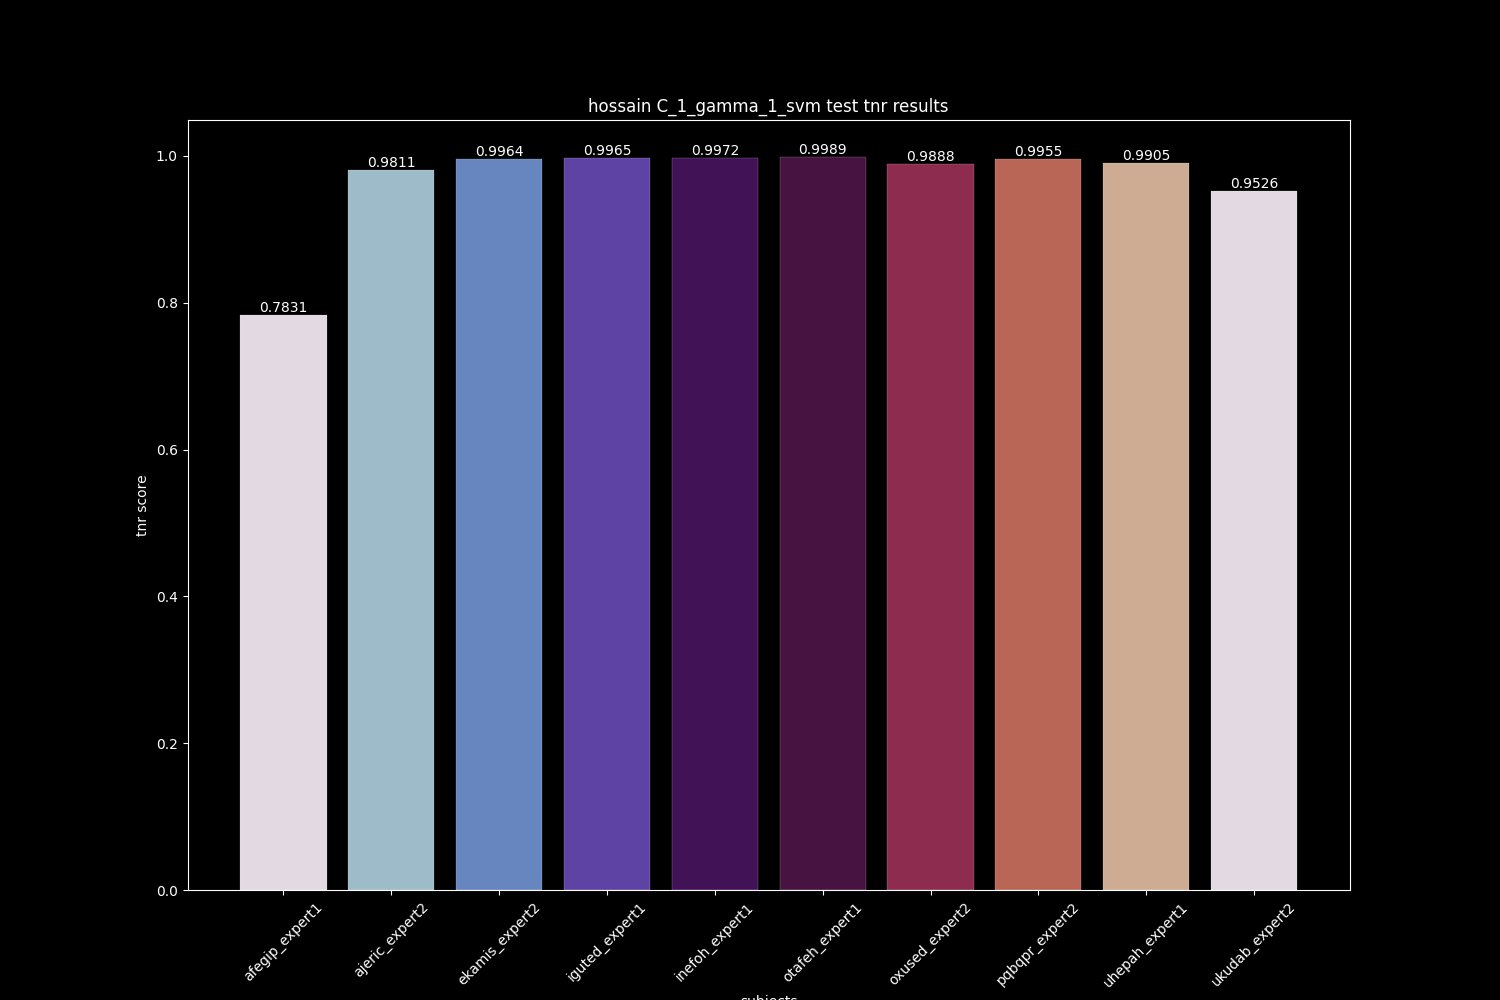 hossain C_1_gamma_1_svm test tnr results
1.0
0.8
0.6
0.4
0.2
0.0
tnr score
0.7831
0.9811
0.9964
0.9965
0.9972
0.9989
0.9888
0.9955
0.9905
0.9526
afegip_expert1
ajeric_expert2
ekamis_expert2
iguted_expert1
inefoh_expert1
otafeh_expert1
oxused_expert2
pqbqpr_expert2
uhepah_expert1
ukudab_expert2
subjects